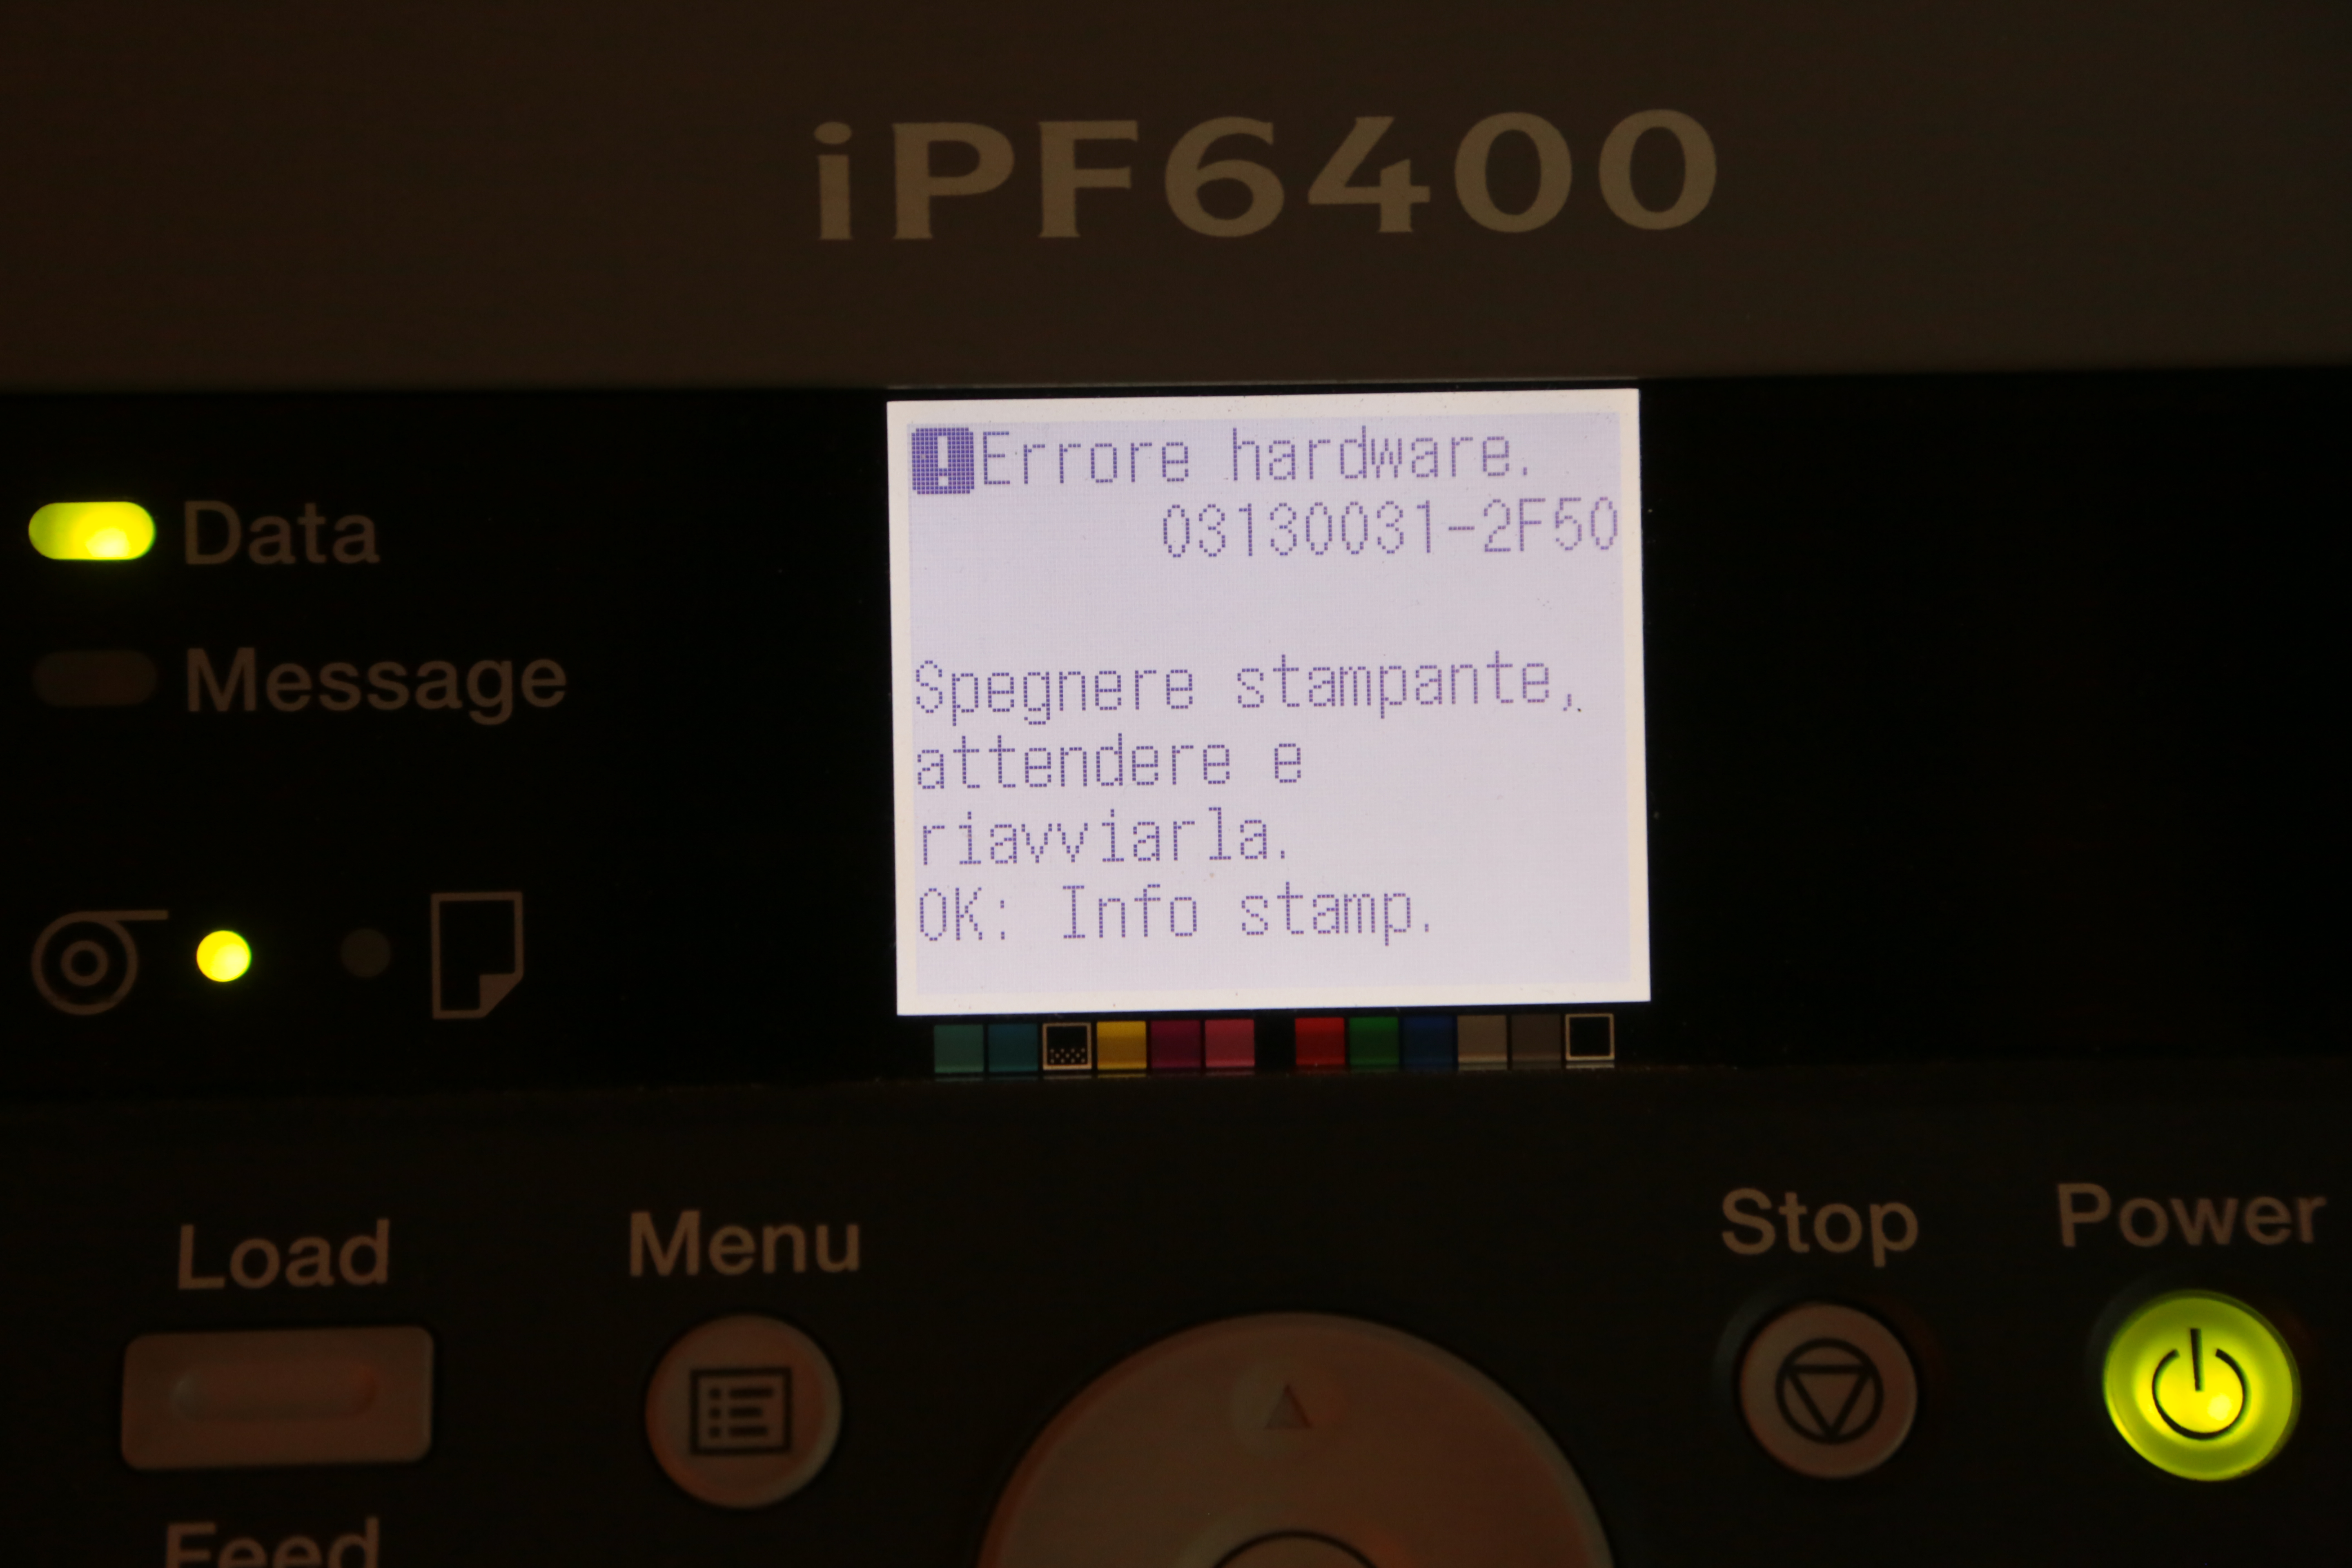 iPF6400
!Errore hardware.
03130031-2F50
Data
Message
Spegnere stampante,
attendere e
riavviarla.
OK: Info stamp.
Load
Menu
Stop
Power
Feed